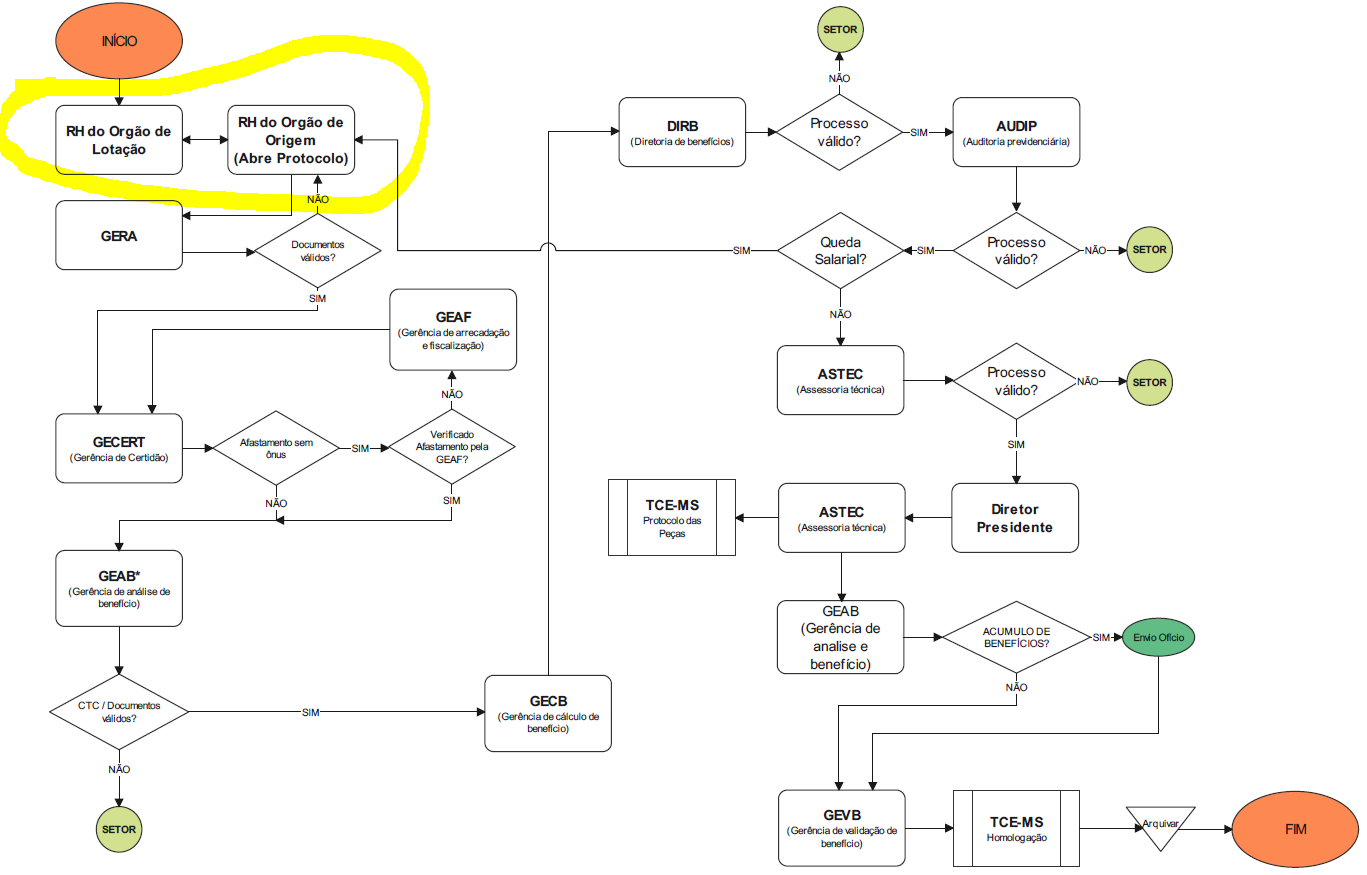 INÍCIO
RH do Orgão de
Lotação
RH do Orgão de
Origem
(Abre Protocolo)
NÃO
GERA
Documentos
válidos?
SIM
GEAF
(Gerência de arrecadação
e fiscalização)
NÃO
GECERT
(Gerência de Certidão)
Afastamento sem
ônus
SIM
Verificado
Afastamento pela
GEAF?
NÃO
SIM
GEAB*
(Gerência de análise de
benefício)
CTC / Documentos
válidos?
SIM
NÃO
SETOR
GECB
(Gerência de cálculo de
benefício)
DIRB
(Diretoria de benefícios)
SETOR
NÃO
Processo
válido?
SIM
AUDIP
(Auditoria previdenciária)
Processo
válido?
NÃO
SETOR
SIM
Queda
Salarial?
SIM
NÃO
ASTEC
(Assessoria técnica)
Processo
válido?
NÃO
SETOR
SIM
Diretor
Presidente
ASTEC
(Assessoria técnica)
TCE-MS
Protocolo das
Peças
GEAB
(Gerência de
analise e
benefício)
ACUMULO DE
BENEFÍCIOS?
SIM
Envio Ofício
NÃO
GEVB
(Gerência de validação de
benefício)
TCE-MS
Homologação
Arquivar
FIM